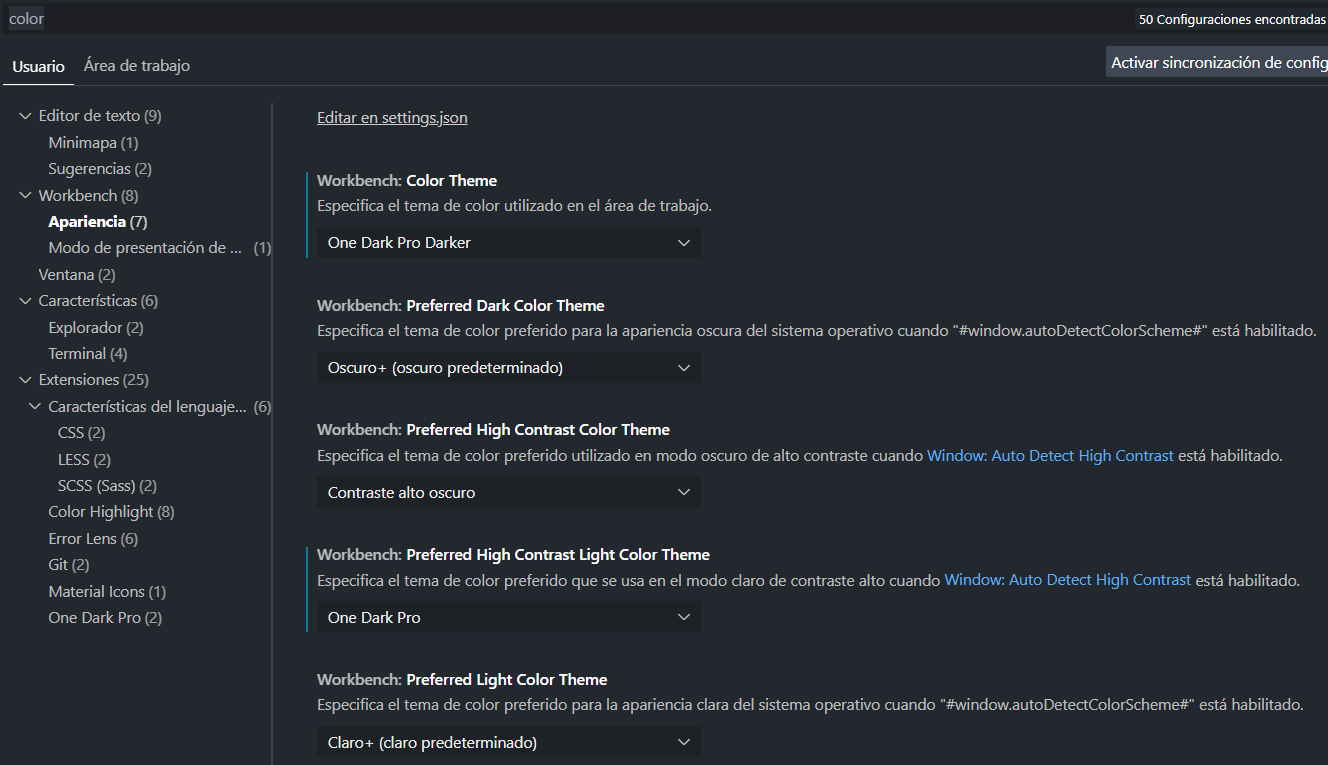 color
50 Configuraciones encontradas
Usuario
Área de trabajo
Activar sincronización de config
Editor de texto (9)
Minimapa (1)
Sugerencias (2)
Workbench (8)
Apariencia (7)
Modo de presentación de ... (1)
Ventana (2)
Características (6)
Explorador (2)
Terminal (4)
Extensiones (25)
Características del lenguaje... (6)
CSS (2)
LESS (2)
SCSS (Sass) (2)
Color Highlight (8)
Error Lens (6)
Git (2)
Material Icons (1)
One Dark Pro (2)
Editar en settings.json
Workbench: Color Theme
Especifica el tema de color utilizado en el área de trabajo.
One Dark Pro Darker
Workbench: Preferred Dark Color Theme
Especifica el tema de color preferido para la apariencia oscura del sistema operativo cuando "#window.autoDetectColorScheme#" está habilitado.
Oscuro+ (oscuro predeterminado)
Workbench: Preferred High Contrast Color Theme
Especifica el tema de color preferido utilizado en modo oscuro de alto contraste cuando Window: Auto Detect High Contrast está habilitado.
Contraste alto oscuro
Workbench: Preferred High Contrast Light Color Theme
Especifica el tema de color preferido que se usa en el modo claro de contraste alto cuando Window: Auto Detect High Contrast está habilitado.
One Dark Pro
Workbench: Preferred Light Color Theme
Especifica el tema de color preferido para la apariencia clara del sistema operativo cuando "#window.autoDetectColorScheme#" está habilitado.
Claro+ (claro predeterminado)